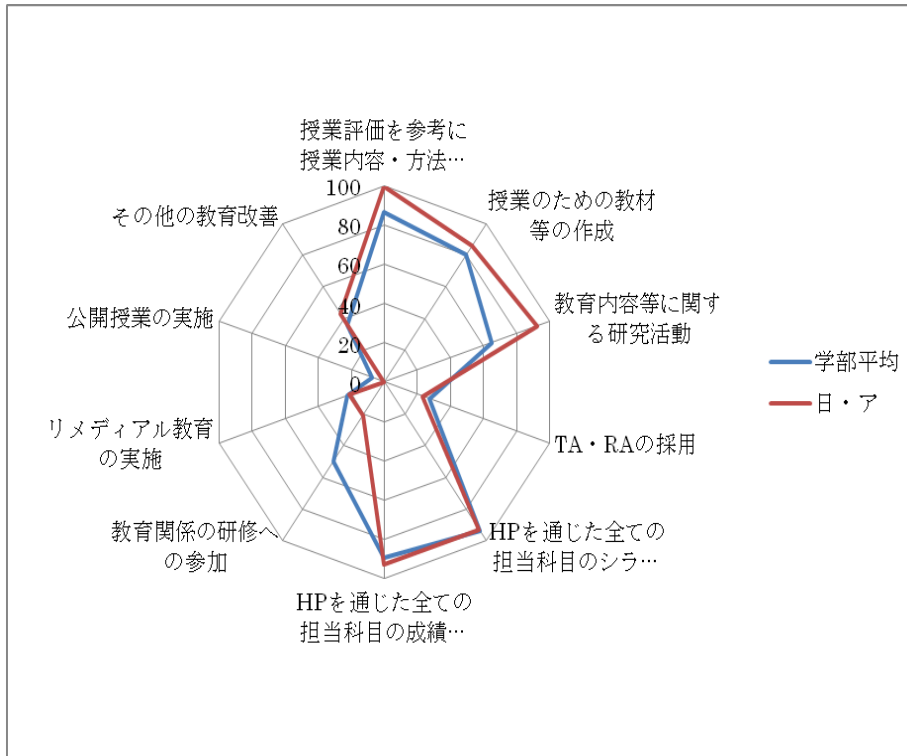 授業評価を参考に
授業内容・方法…
授業のための教材
等の作成
教育内容等に関す
る研究活動
TA・RAの採用
HPを通じた全ての
担当科目のシラ…
HPを通じた全ての
担当科目の成績…
教育関係の研修へ
の参加
リメディアル教育
の実施
公開授業の実施
その他の教育改善
100
80
60
40
20
0
学部平均
日・ア